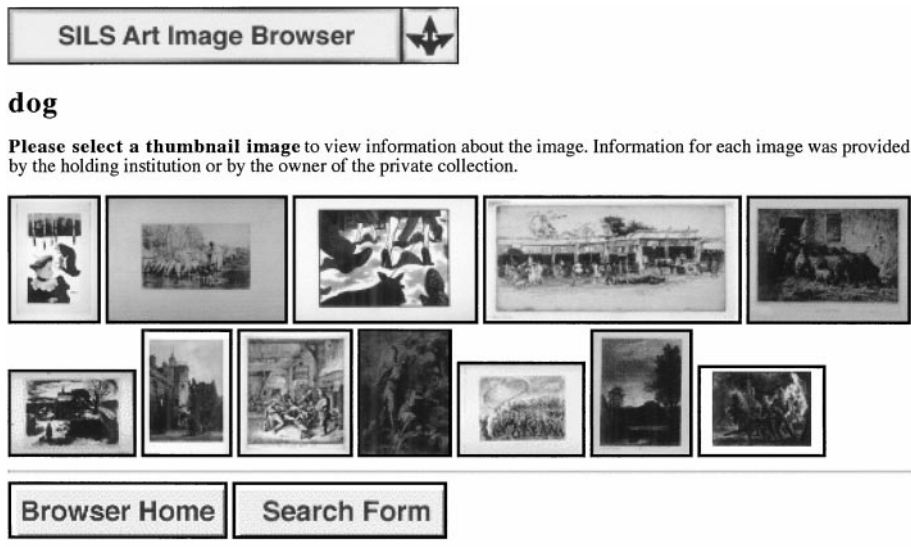 SILS Art Image Browser
dog
Please select a thumbnail image to view information about the image. Information for each image was provided
by the holding institution or by the owner of the private collection.
Browser Home
Search Form